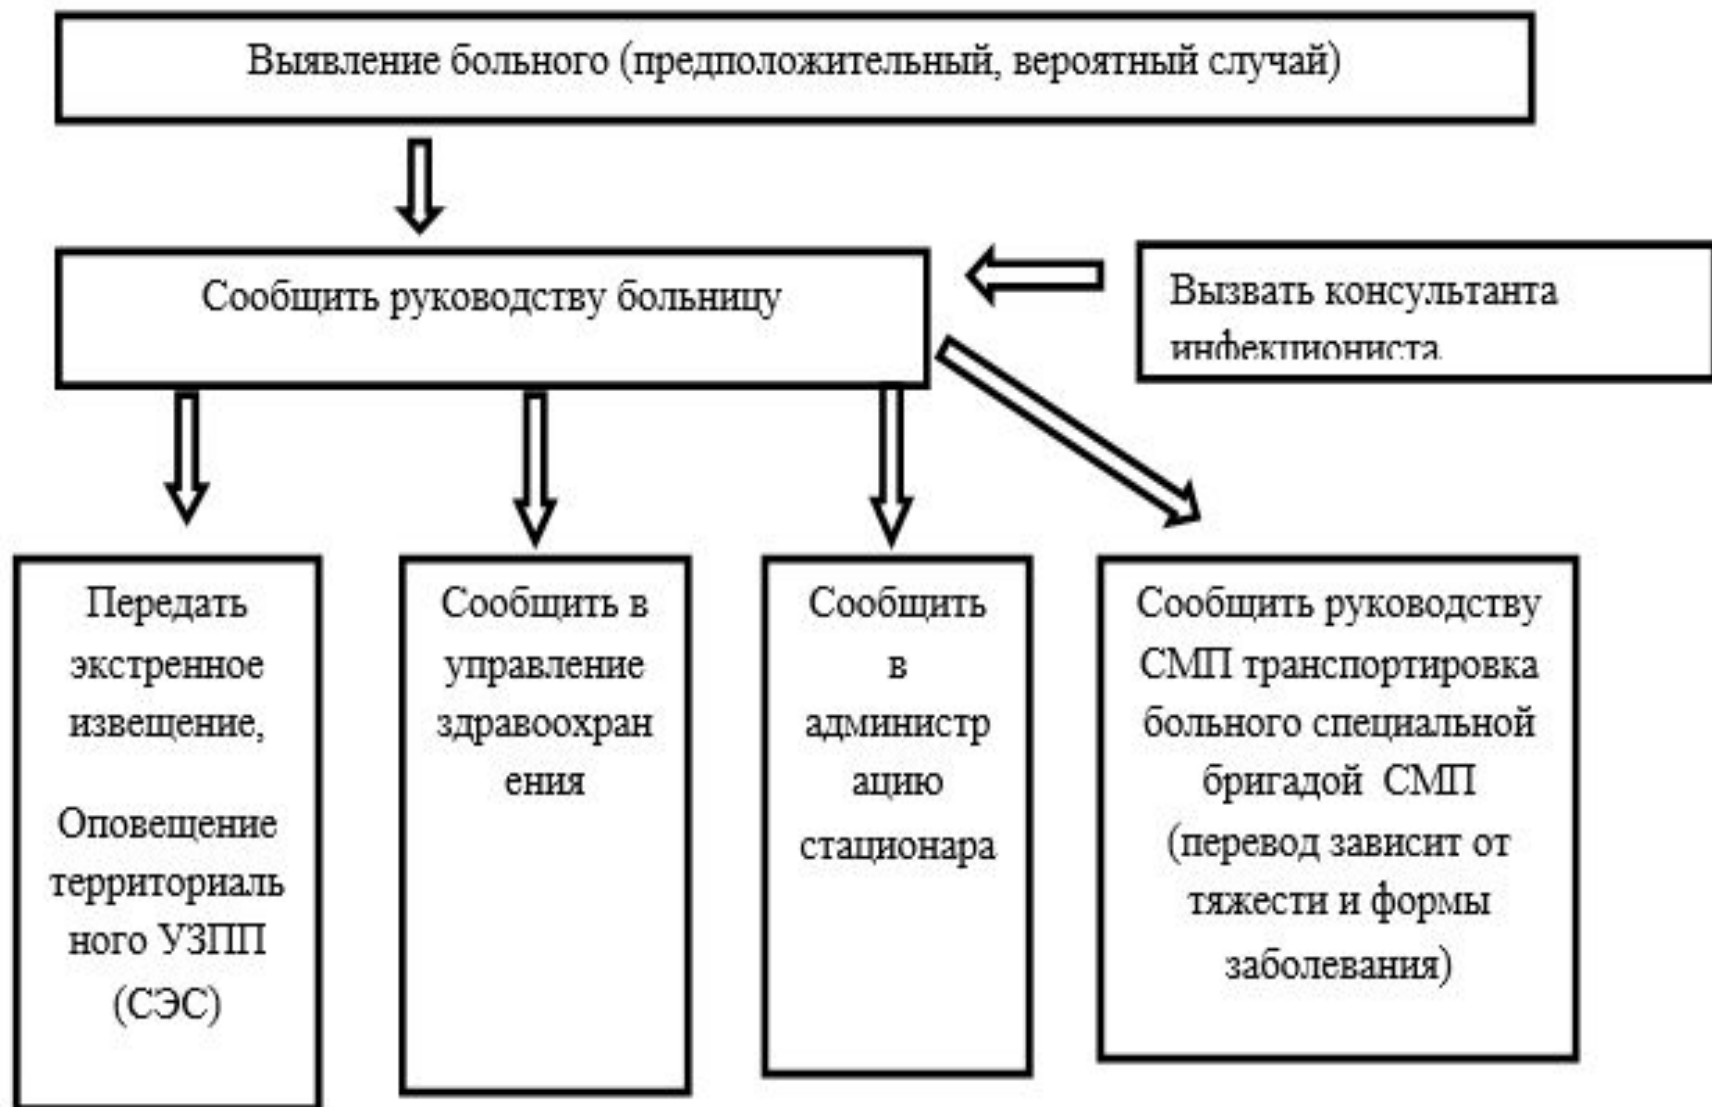 Выявление больного (предположительный, вероятный случай)
Сообщить руководству больницу
Вызвать консультанта
инфекциониста
Передать
экстренное
извещение,
Оповещение
территориаль
ного УЗПП
(СЭС)
Сообщить в
управление
здравоохран
ения
Сообщить
в
администр
ацию
стационара
Сообщить руководству
СМП транспортировка
больного специальной
бригадой СМП
(перевод зависит от
тяжести и формы
заболевания)